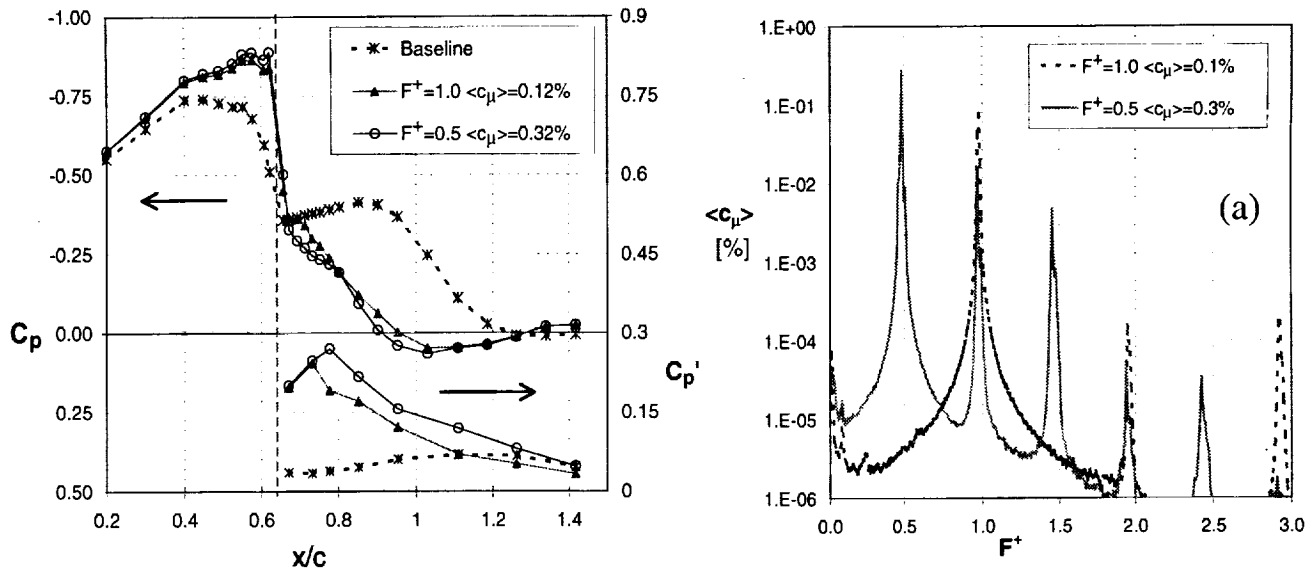 -1.00
-0.75
-0.50
-0.25
0.00
0.25
0.50
Cp
0.2
0.4
0.6
0.8
1
1.2
1.4
x/c
0.9
0.74
0.6
0.45
0.3
0.15
0
Cp'
Baseline
F+=1.0 <cμ>=0.12%
F+=0.5 <cμ>=0.32%
1.E+00
1.E-01
1.E-02
1.E-03
1.E-04
1.E-05
1.E-06
<cμ>
[%]
0.0
0.5
1.0
1.5
2.0
2.5
3.0
F+
F+=1.0 <cμ>=0.1%
F+=0.5 <cμ>=0.3%
(a)